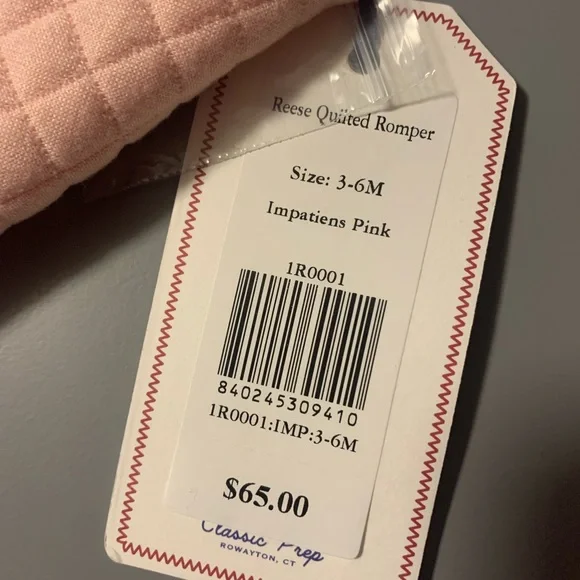 Reese Quilted Romper
Size: 3-6M
Impatiens Pink
1R0001
840245309410
1R0001:IMP:3-6M
$65.00
Classic Prep
ROWAYTON, CT